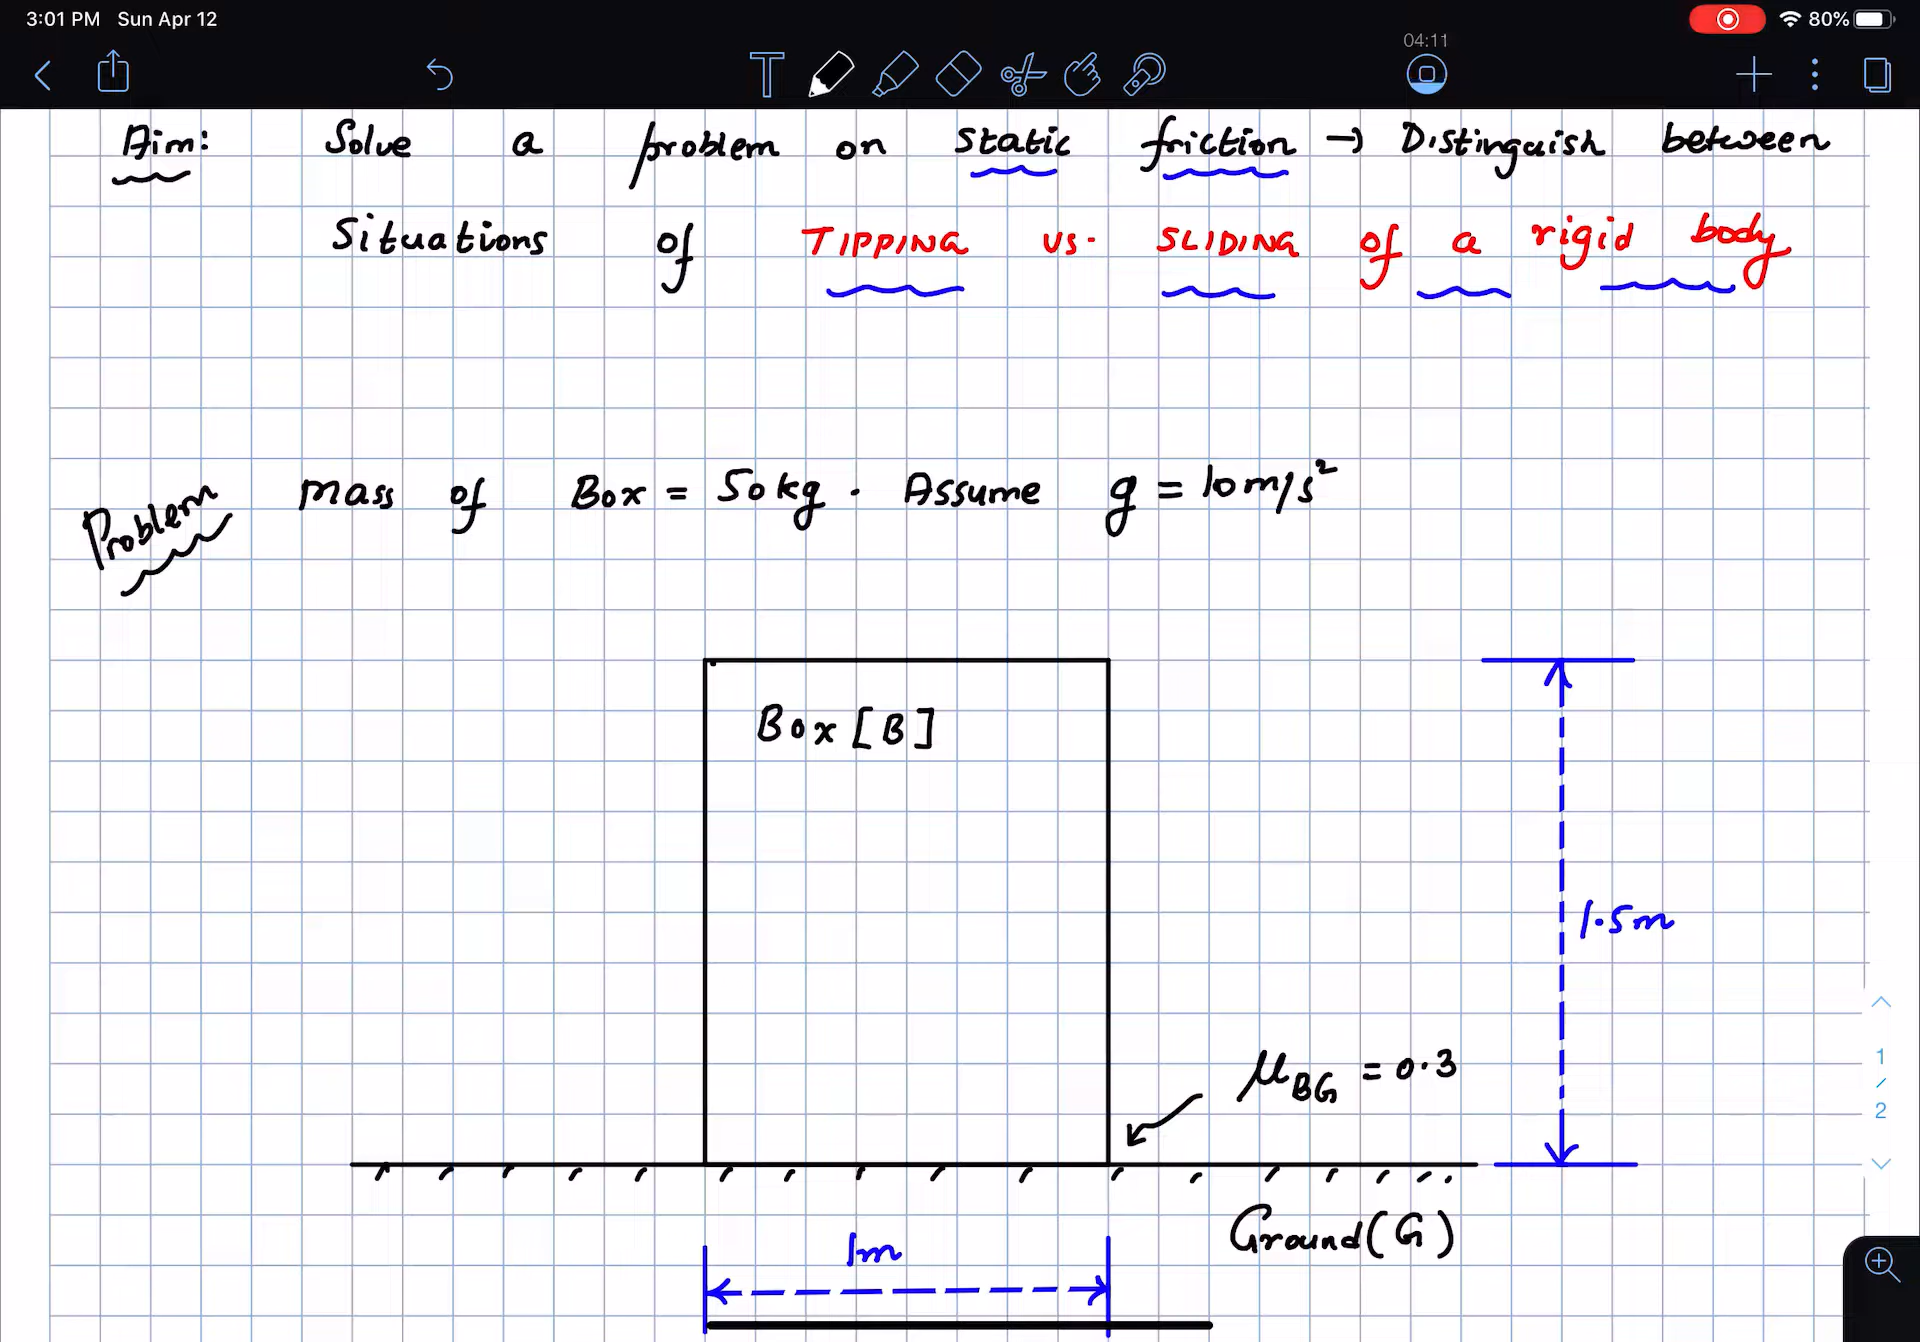 3:01 PM Sun Apr 12
80%
04:11
T
Aim: Solve a problem on static friction → Distinguish between
Situations of TIPPING vs. SLIDING of a rigid body
Problem mass of Box = 50kg. Assume g = 10m/s²
Box [B]
1.5m
μBG = 0.3
1
/
2
Ground(G)
1m